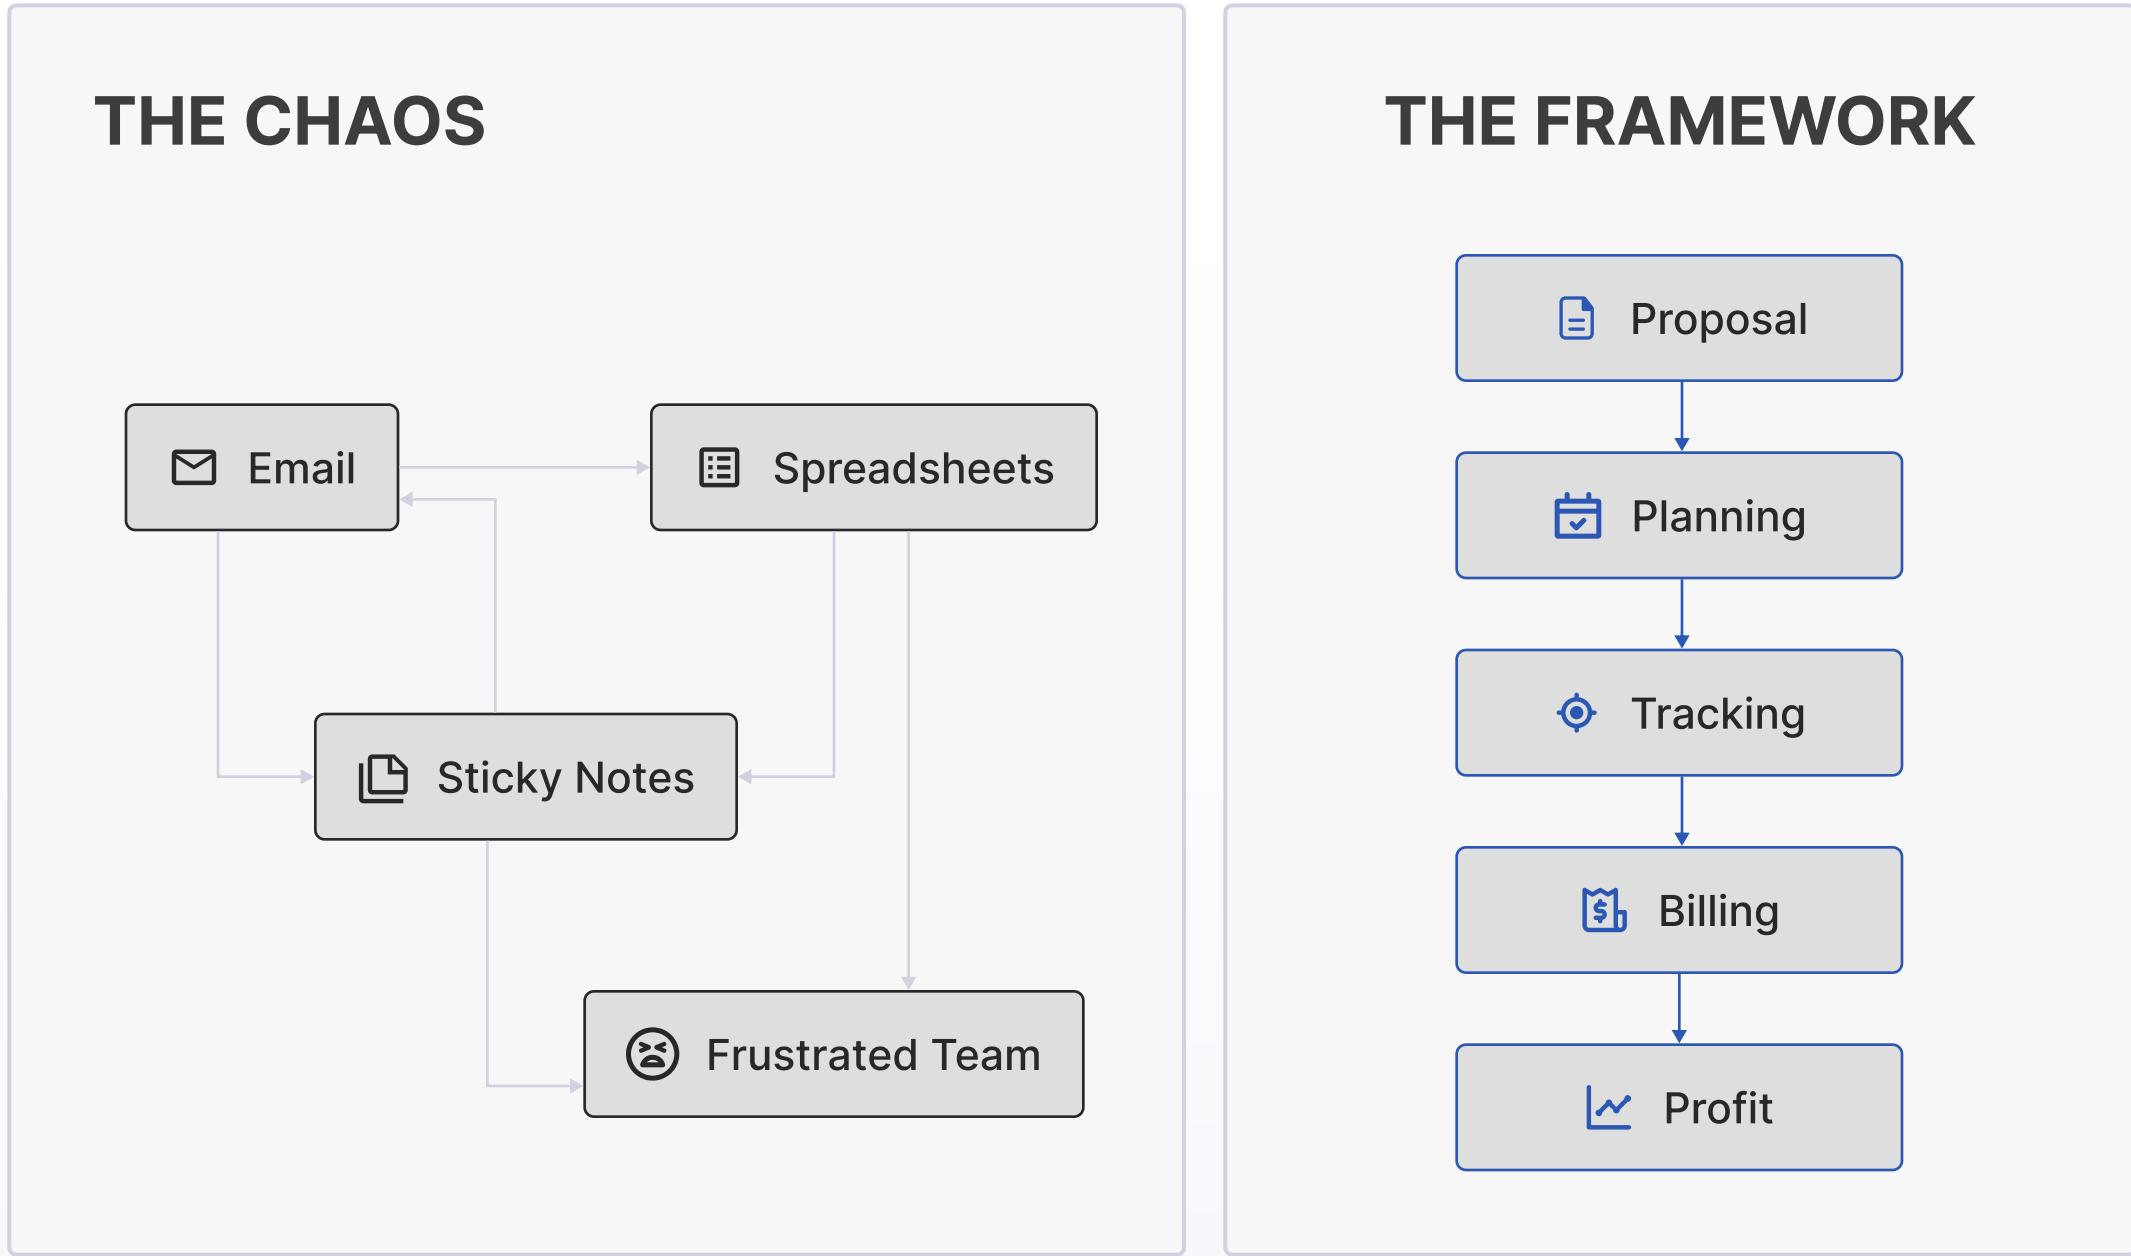 THE CHAOS
Email
Spreadsheets
Sticky Notes
Frustrated Team
THE FRAMEWORK
Proposal
Planning
Tracking
Billing
Profit